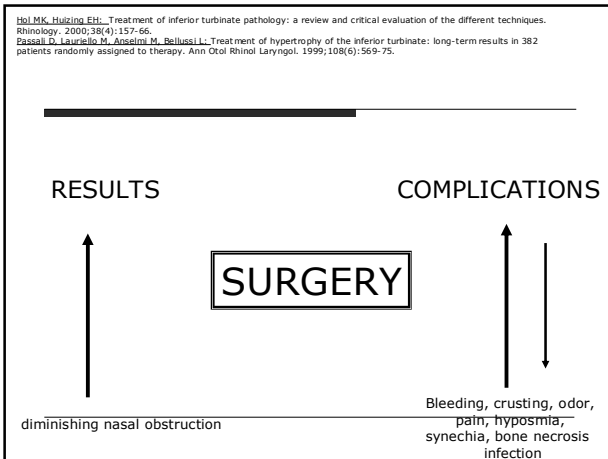 Hol MK, Huizing EH: Treatment of inferior turbinate pathology: a review and critical evaluation of the different techniques.
Rhinology. 2000;38(4):157-66.
Passali D, Lauriello M, Anselmi M, Bellussi L: Treatment of hypertrophy of the inferior turbinate: long-term results in 382
patients randomly assigned to therapy. Ann Otol Rhinol Laryngol. 1999;108(6):569-75.
RESULTS
COMPLICATIONS
SURGERY
diminishing nasal obstruction
Bleeding, crusting, odor,
pain, hyposmia,
synechia, bone necrosis
infection